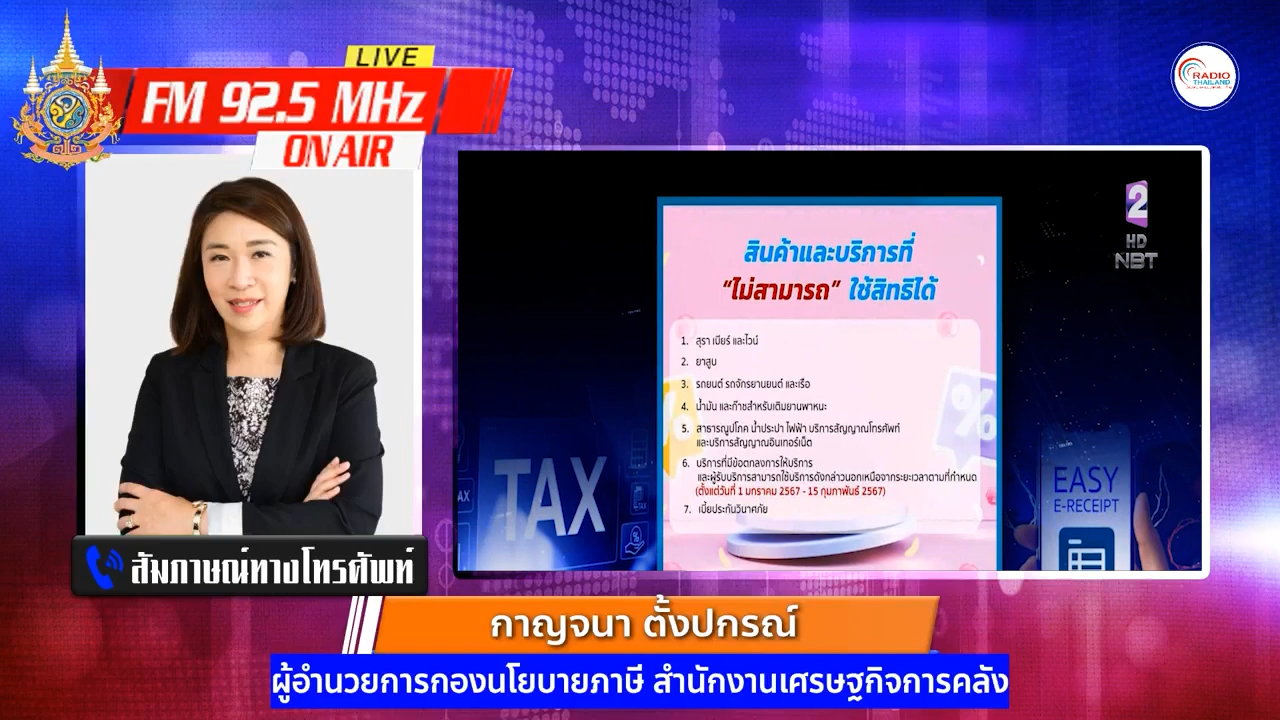 LIVE
FM 92.5 MHz
ON AIR
RADIO
THAILAND
2
HD
NBT
สินค้าและบริการที่
“ไม่สามารถ” ใช้สิทธิได้
1. สุรา เบียร์ และไวน์
2. ยาสูบ
3. รถยนต์ รถจักรยานยนต์ และเรือ
4. น้ำมัน และก๊าซสำหรับเติมยานพาหนะ
5. สาธารณูปโภค น้ำประปา ไฟฟ้า บริการสัญญาณโทรศัพท์
และบริการสัญญาณอินเทอร์เน็ต
6. บริการที่มีข้อตกลงการให้บริการ
และผู้รับบริการสามารถใช้บริการดังกล่าวนอกเหนือจากระยะเวลาตามที่กำหนด
(ตั้งแต่วันที่ 1 มกราคม 2567 - 15 กุมภาพันธ์ 2567)
7. เบี้ยประกันวินาศภัย
%
AX
TAX
TAX
EASY
E-RECEIPT
สัมภาษณ์ทางโทรศัพท์
กาญจนา ตั้งปกรณ์
ผู้อำนวยการกองนโยบายภาษี สำนักงานเศรษฐกิจการคลัง